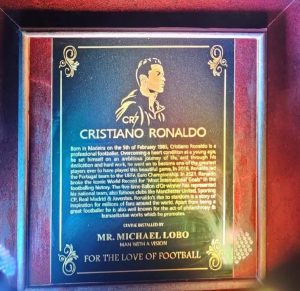 CR7
CRISTIANO RONALDO
Born in Madeira on the 5th of February 1985, Cristiano Ronaldo is a
professional footballer. Overcoming a heart condition at a young age,
he set himself on an ambitious journey of life, and through his
dedication and hard work, he went on to become one of the greatest
players ever to have played this beautiful game. In 2016, Ronaldo led
the Portugal team to the UEFA Euro Championship. In 2021, Ronaldo
broke the iconic World Record for "Most International Goals" in the
footballing history. The five-time Ballon d'Or winner has represented
his national team, also famous clubs like Manchester United, Sporting
CP, Real Madrid & Juventus. Ronaldo's rise to stardom is a story of
inspiration for millions of fans around the world. Apart from being a
great footballer he is also well known for the act of philanthropy &
humanitarian works which he promotes.
MR. MICHAEL LOBO
MAN WITH A VISION
FOR THE LOVE OF FOOTBALL